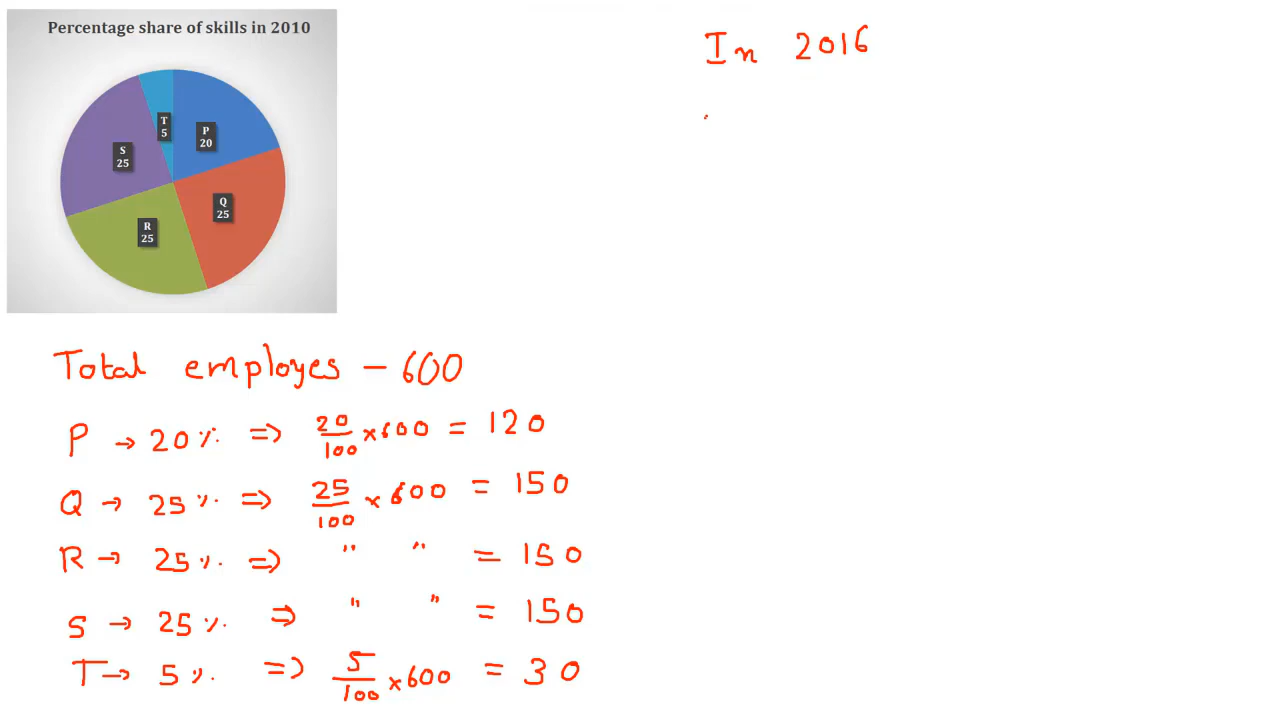 Percentage share of skills in 2010
T
5
P
20
S
25
Q
25
R
25
Total employes - 600
P → 20% => 20/100 × 600 = 120
Q → 25% => 25/100 × 600 = 150
R → 25% => " " = 150
S → 25% => " " = 150
T → 5% => 5/100 × 600 = 30
In 2016